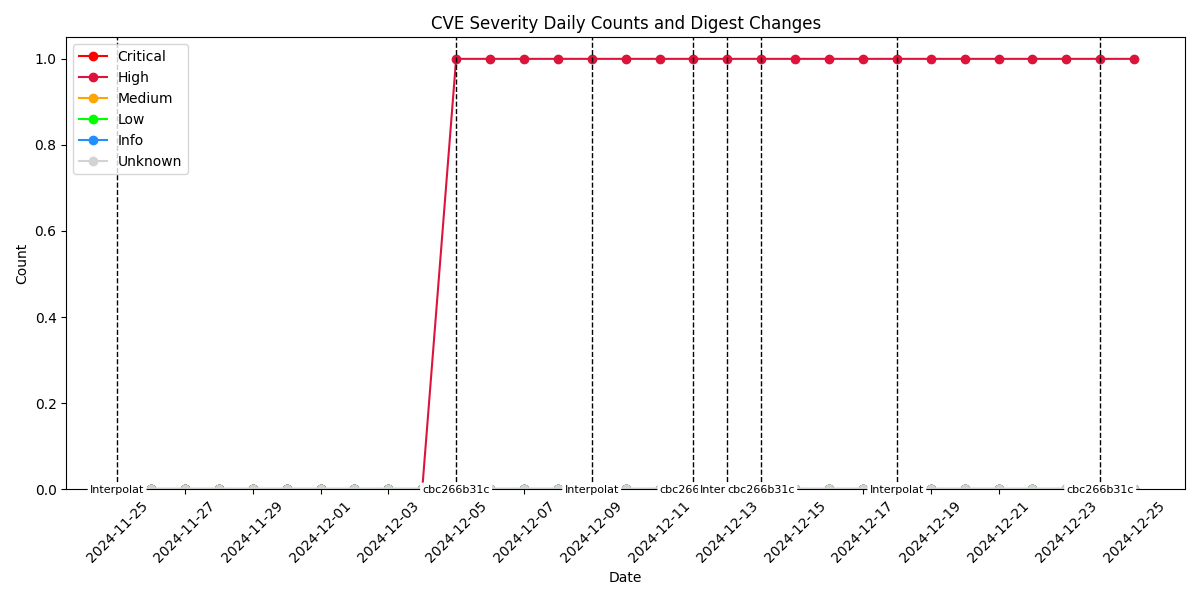 CVE Severity Daily Counts and Digest Changes
Critical
High
Medium
Low
Info
Unknown
1.0
0.8
0.6
0.4
0.2
0.0
Count
Interpolat cbc266b31c Interpolat cbc266 Inter cbc266b31c Interpolat cbc266b31c
2024-11-25 2024-11-27 2024-11-29 2024-12-01 2024-12-03 2024-12-05 2024-12-07 2024-12-09 2024-12-11 2024-12-13 2024-12-15 2024-12-17 2024-12-19 2024-12-21 2024-12-23 2024-12-25
Date